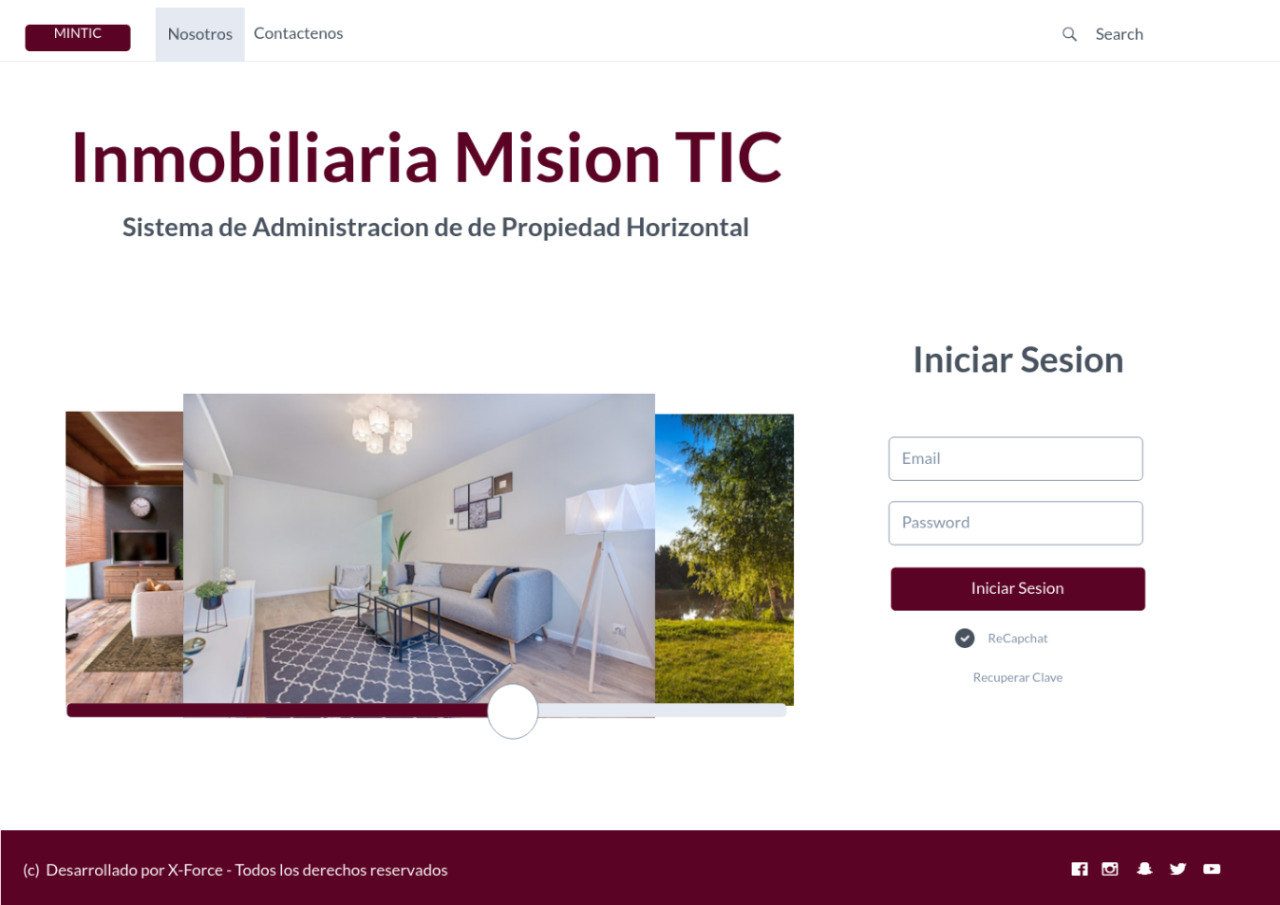 MINTIC
Nosotros
Contactenos
Search
Inmobiliaria Mision TIC
Sistema de Administracion de de Propiedad Horizontal
Iniciar Sesion
Email
Password
Iniciar Sesion
ReCapchat
Recuperar Clave
(c) Desarrollado por X-Force - Todos los derechos reservados